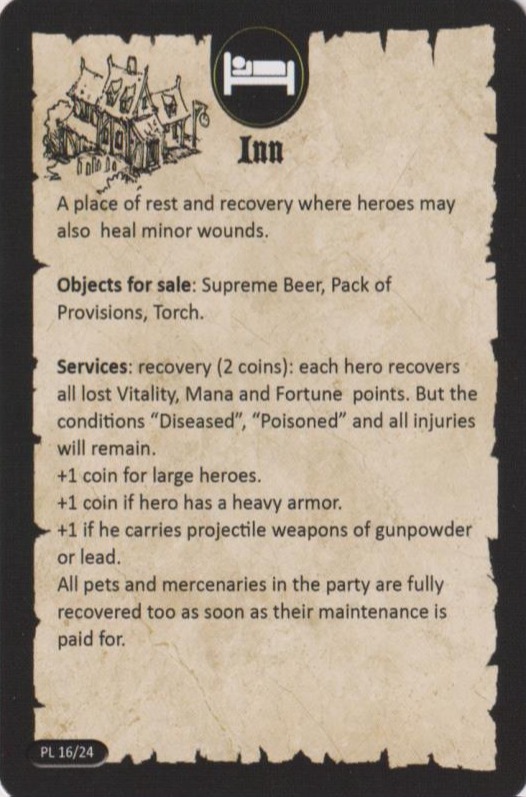 Inn
A place of rest and recovery where heroes may
also heal minor wounds.
Objects for sale: Supreme Beer, Pack of
Provisions, Torch.
Services: recovery (2 coins): each hero recovers
all lost Vitality, Mana and Fortune points. But the
conditions “Diseased”, “Poisoned” and all injuries
will remain.
+1 coin for large heroes.
+1 coin if hero has a heavy armor.
+1 if he carries projectile weapons of gunpowder
or lead.
All pets and mercenaries in the party are fully
recovered too as soon as their maintenance is
paid for.
PL 16/24